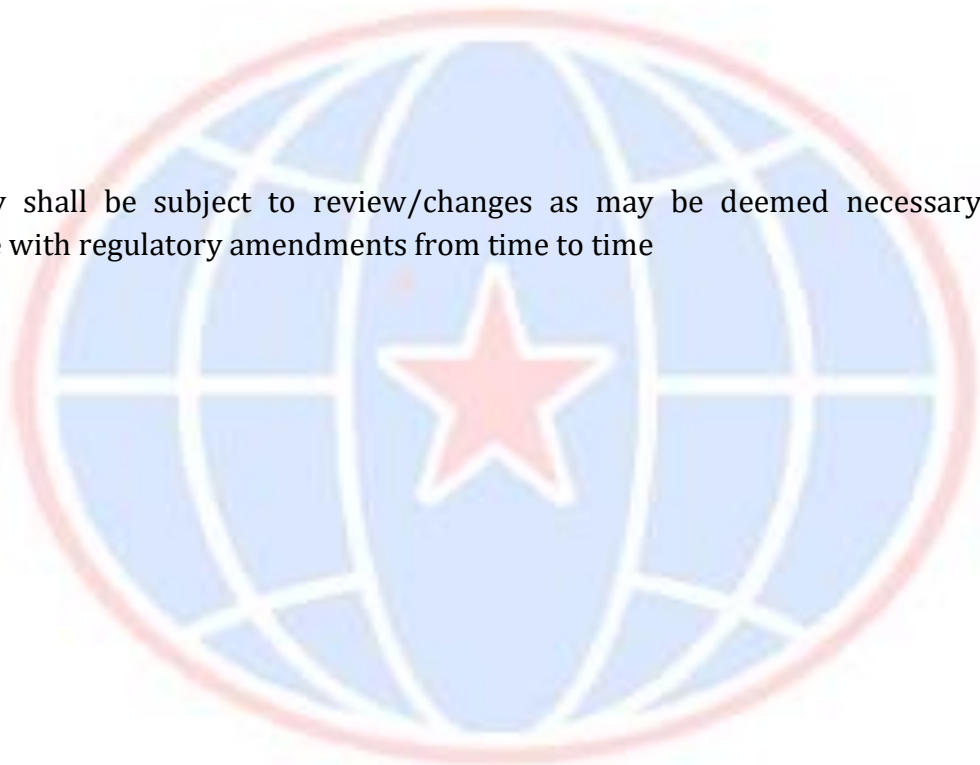 shall be subject to review/changes as may be deemed necessary
with regulatory amendments from time to time